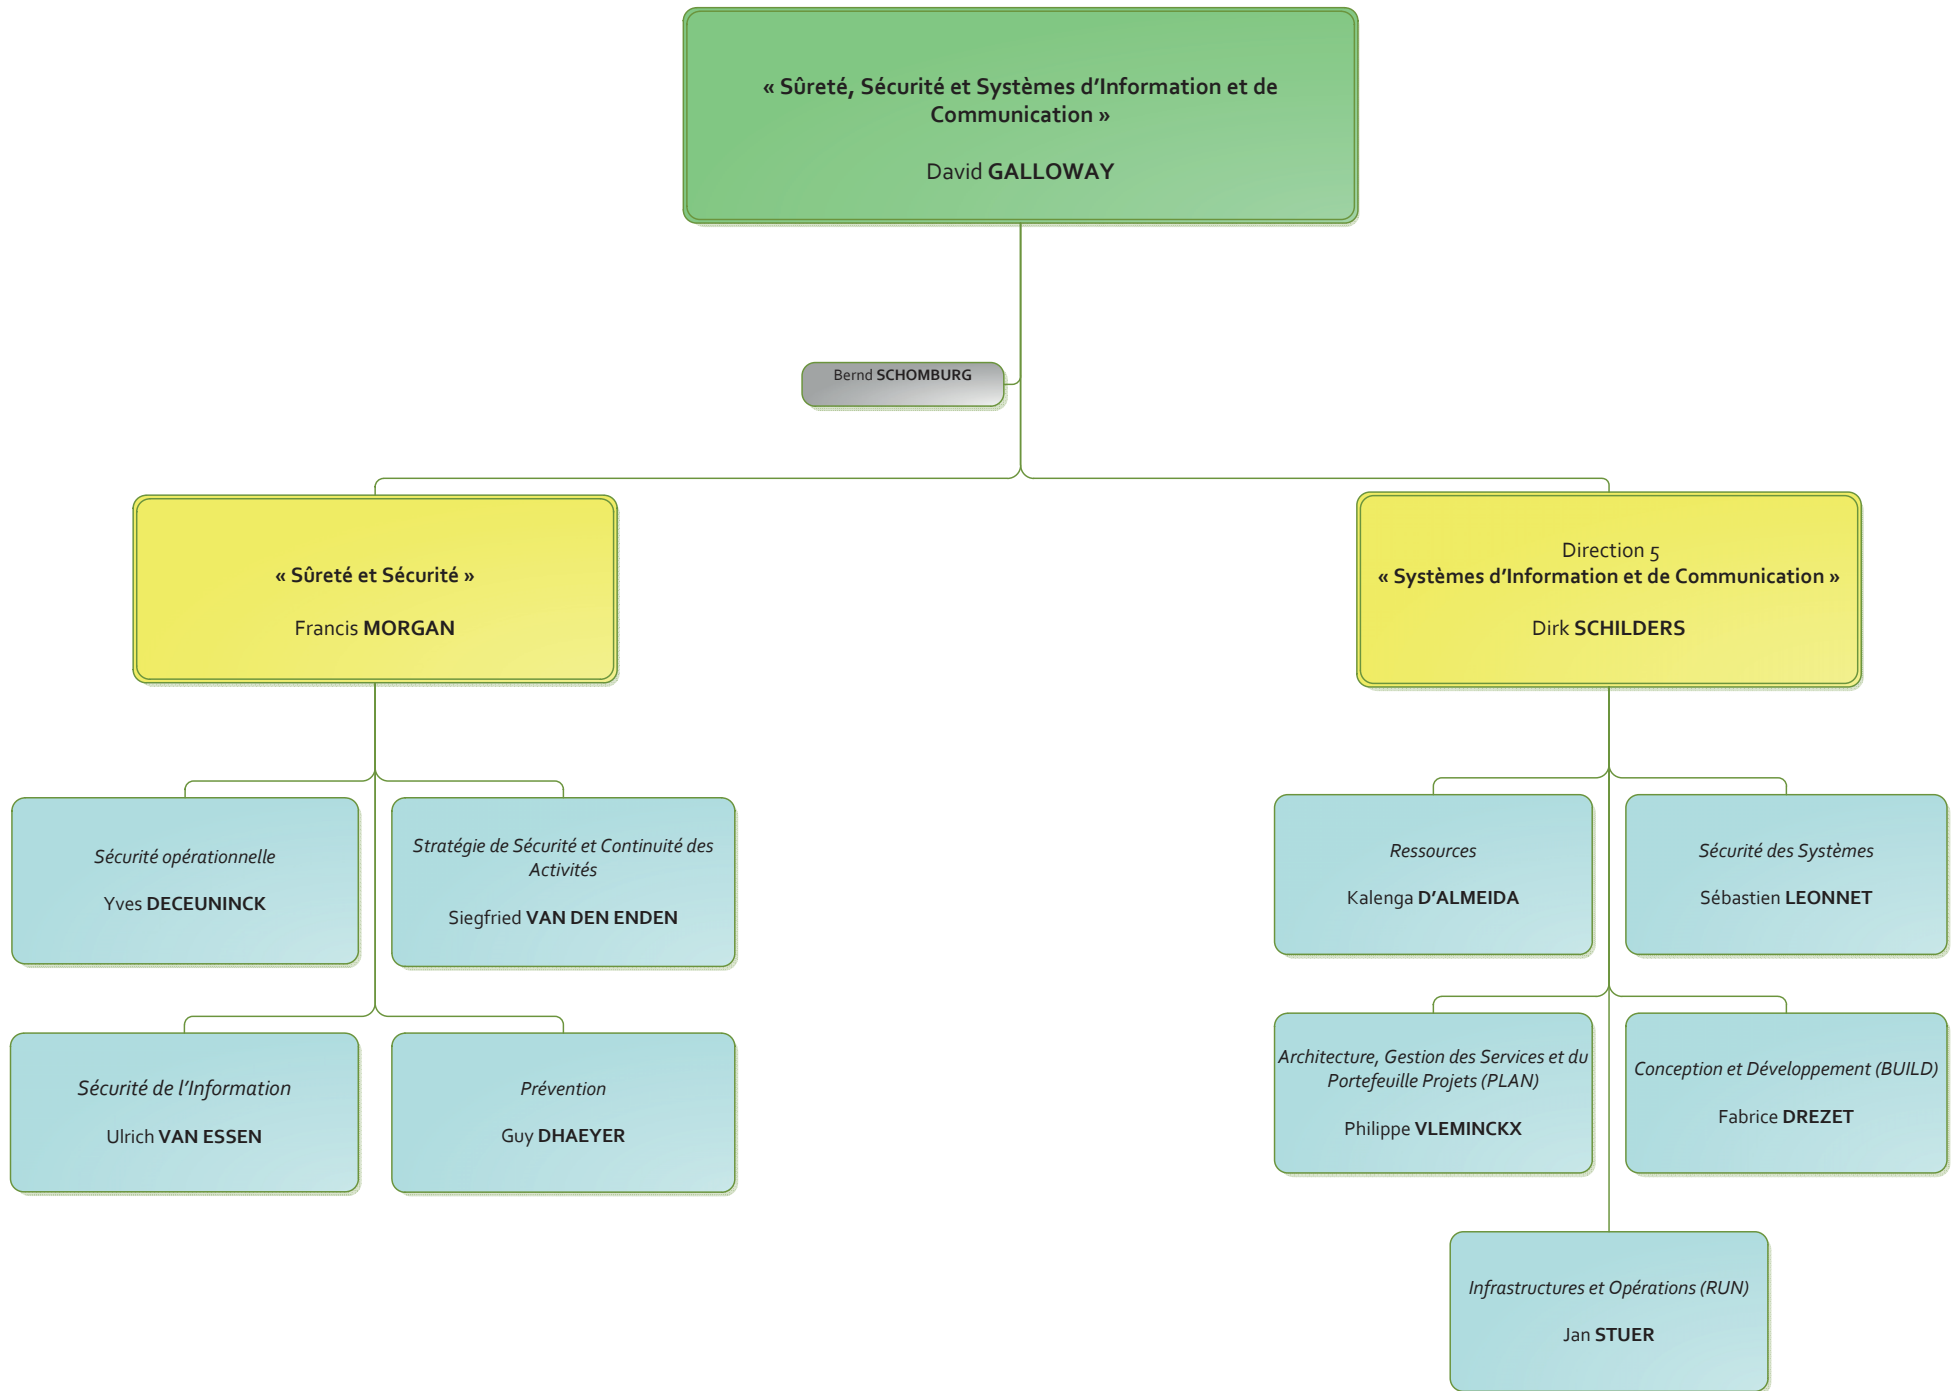 « Sûreté, Sécurité et Systèmes d’Information et de
Communication »
David GALLOWAY
Bernd SCHOMBURG
« Sûreté et Sécurité »
Francis MORGAN
Direction 5
« Systèmes d’Information et de Communication »
Dirk SCHILDERS
Sécurité opérationnelle
Yves DECEUNINCK
Stratégie de Sécurité et Continuité des
Activités
Siegfried VAN DEN ENDEN
Ressources
Kalenga D’ALMEIDA
Sécurité des Systèmes
Sébastien LEONNET
Sécurité de l’Information
Ulrich VAN ESSEN
Prévention
Guy DHAEYER
Architecture, Gestion des Services et du
Portefeuille Projets (PLAN)
Philippe VLEMINCKX
Conception et Développement (BUILD)
Fabrice DREZET
Infrastructures et Opérations (RUN)
Jan STUER